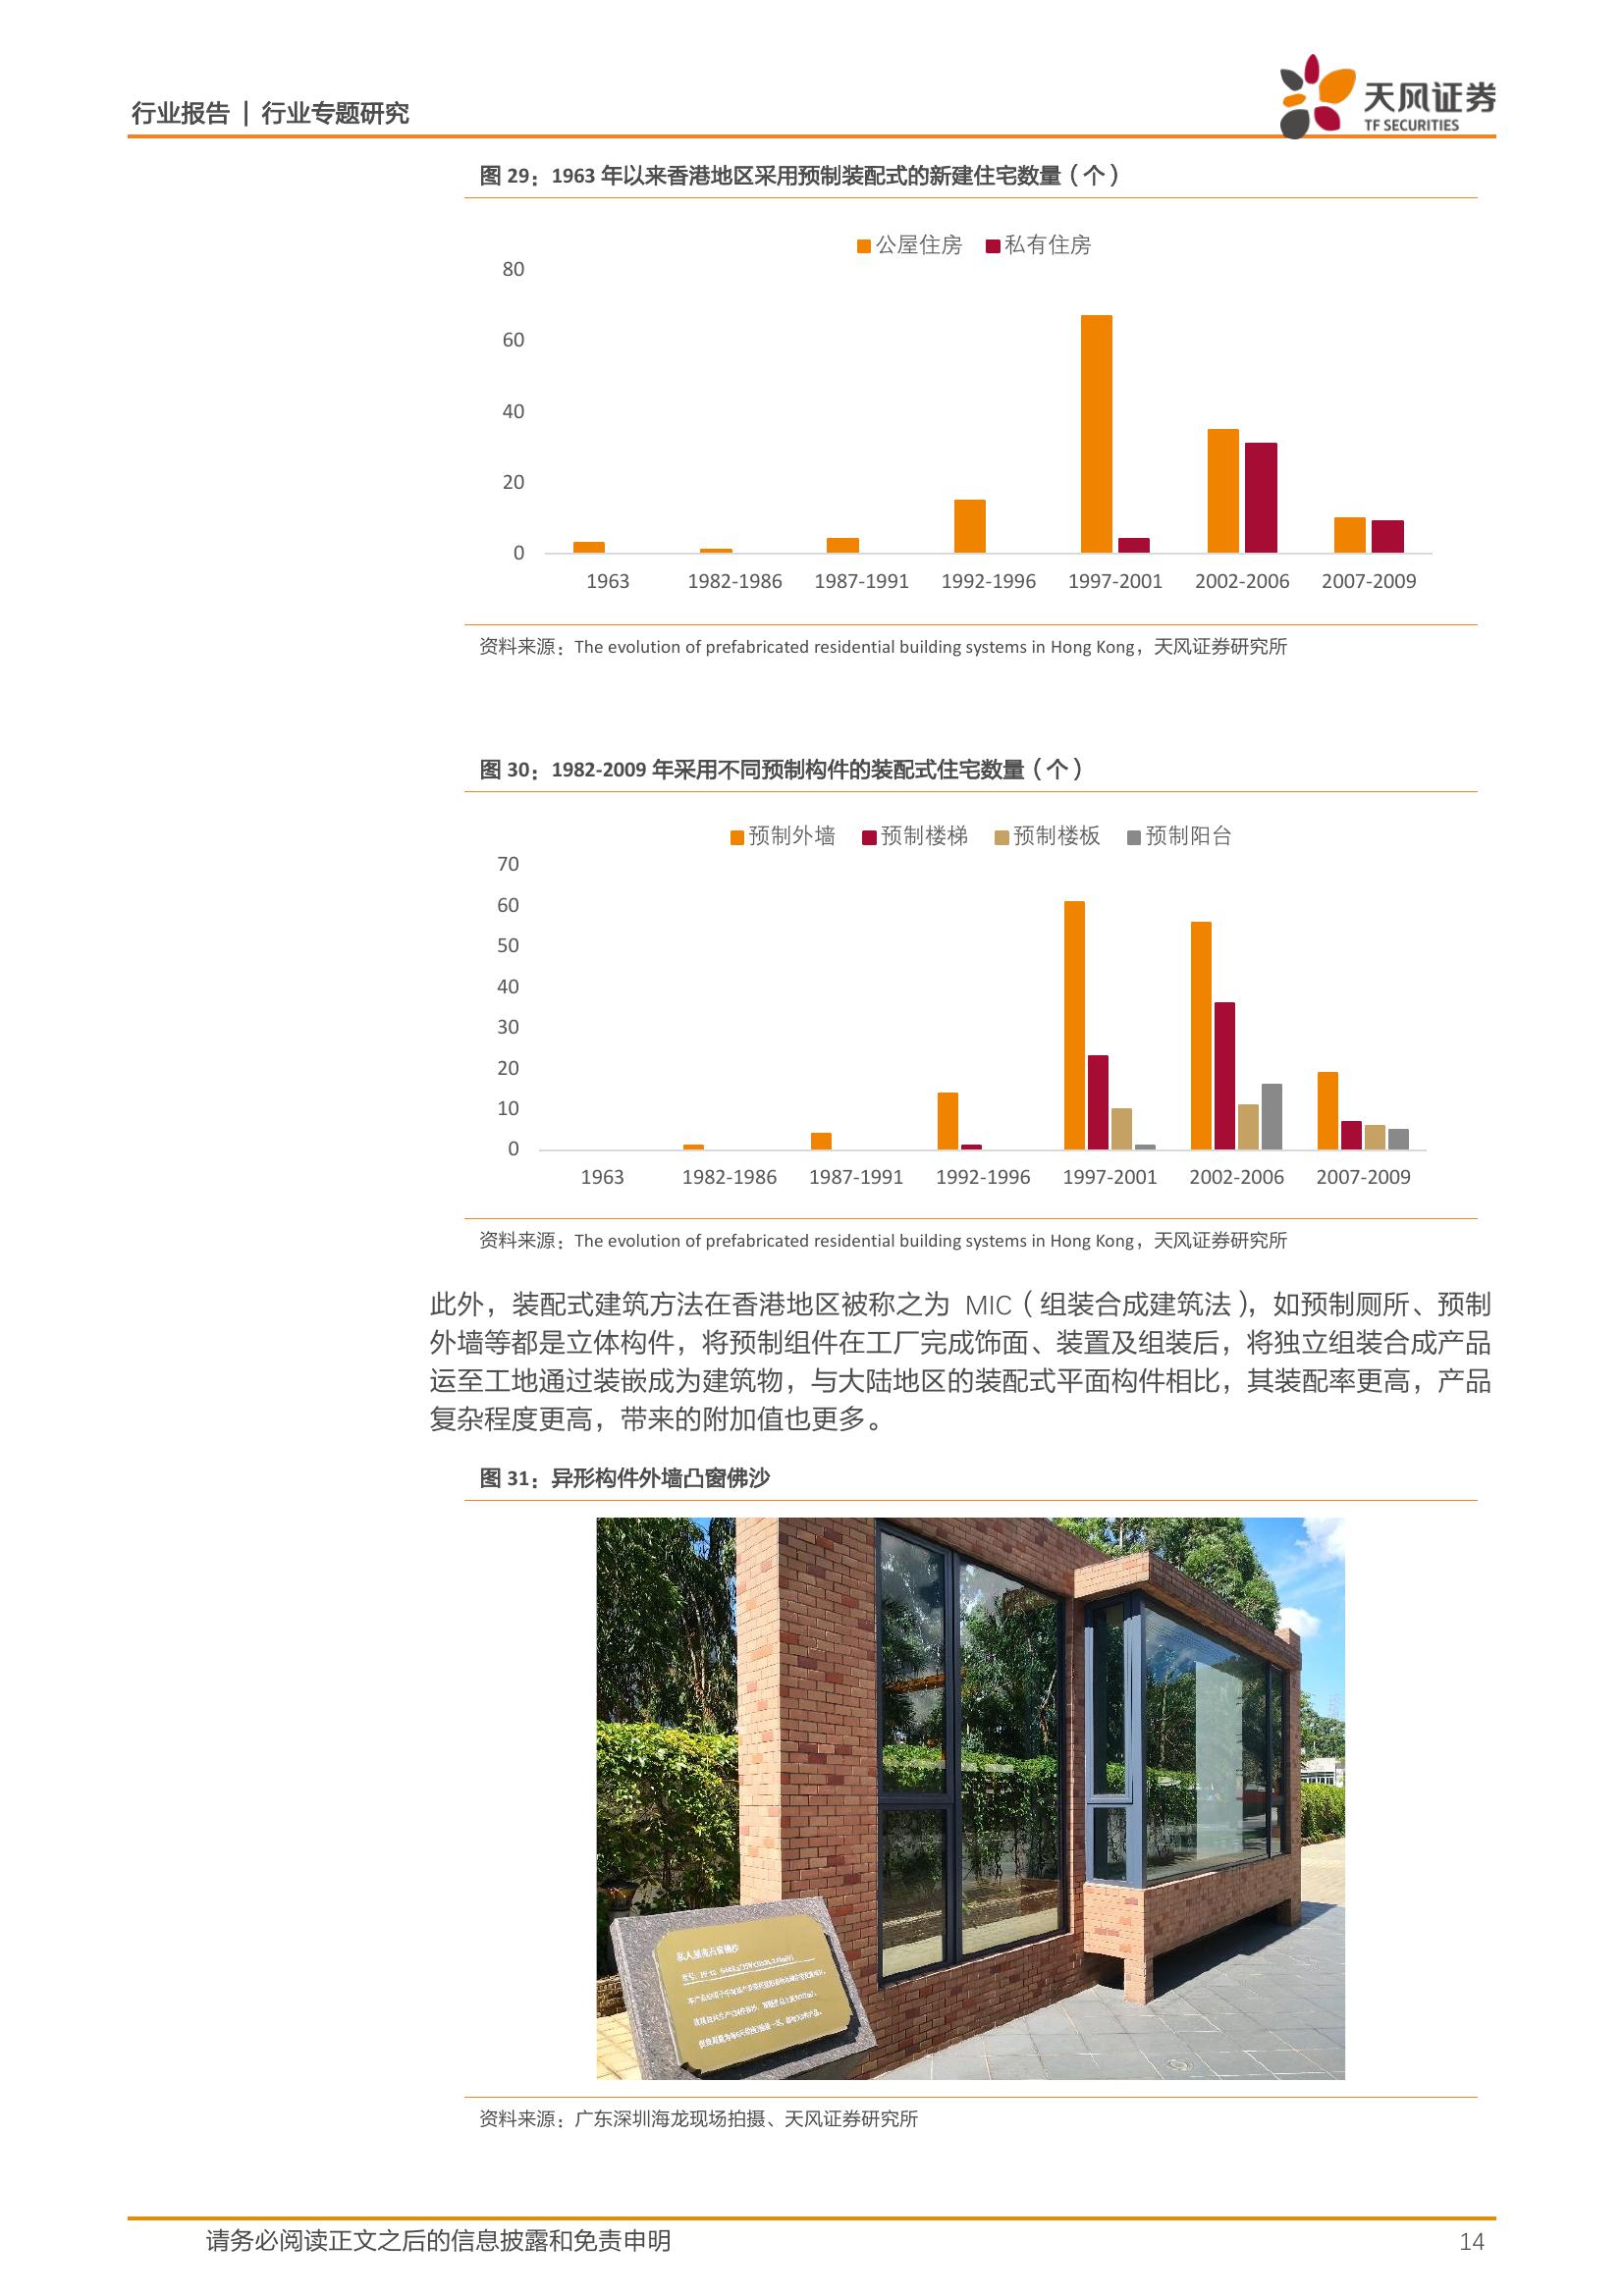 行业报告 | 行业专题研究
天风证券
TF SECURITIES
图 29：1963 年以来香港地区采用预制装配式的新建住宅数量（个）
公屋住房 私有住房
80
60
40
20
0
1963 1982-1986 1987-1991 1992-1996 1997-2001 2002-2006 2007-2009
资料来源：The evolution of prefabricated residential building systems in Hong Kong，天风证券研究所
图 30：1982-2009 年采用不同预制构件的装配式住宅数量（个）
预制外墙 预制楼梯 预制楼板 预制阳台
70
60
50
40
30
20
10
0
1963 1982-1986 1987-1991 1992-1996 1997-2001 2002-2006 2007-2009
资料来源：The evolution of prefabricated residential building systems in Hong Kong，天风证券研究所
此外，装配式建筑方法在香港地区被称之为 MIC（组装合成建筑法），如预制厕所、预制
外墙等都是立体构件，将预制组件在工厂完成饰面、装置及组装后，将独立组装合成产品
运至工地通过装嵌成为建筑物，与大陆地区的装配式平面构件相比，其装配率更高，产品
复杂程度更高，带来的附加值也更多。
图 31：异形构件外墙凸窗佛沙
资料来源：广东深圳海龙现场拍摄、天风证券研究所
请务必阅读正文之后的信息披露和免责申明
14